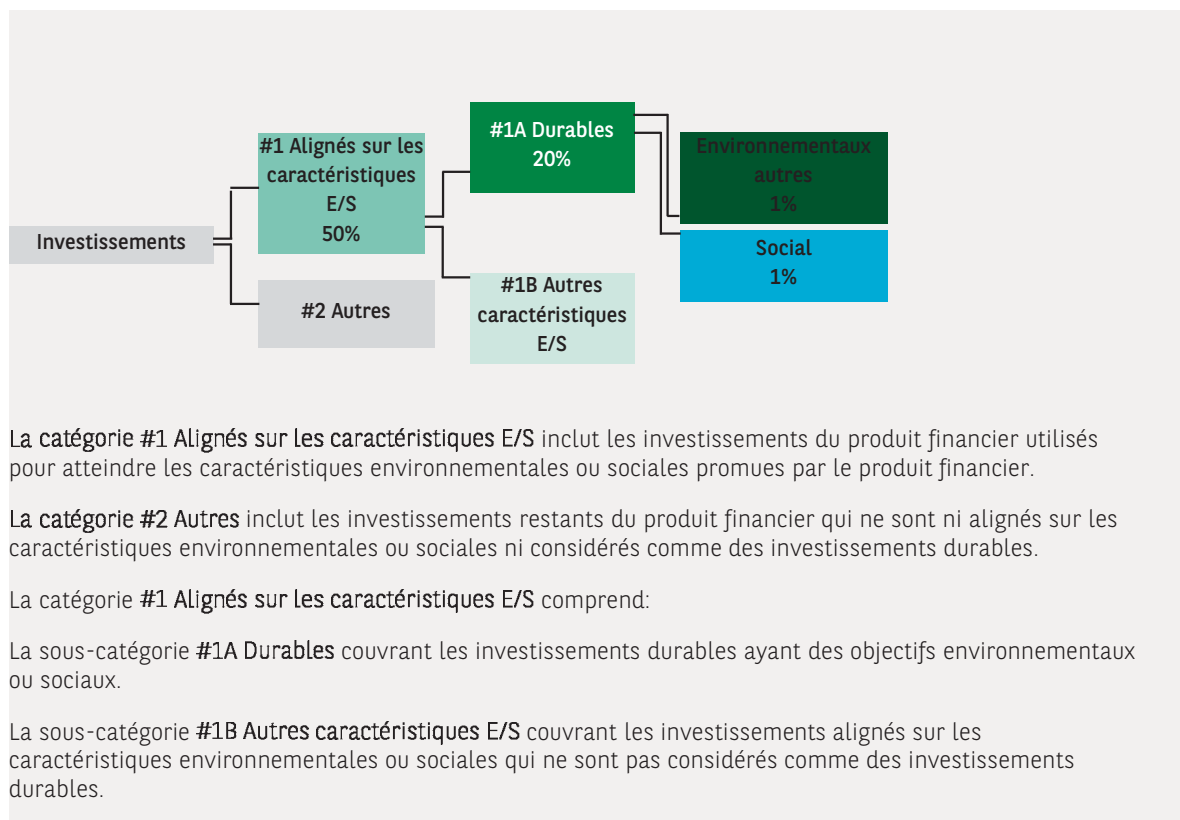 #1A Durables
20%
#1 Alignés sur les
caractéristiques
E/S
50%
Environnementaux
autres
1%
Investissements
Social
1%
#2 Autres
#1B Autres
caractéristiques
E/S
La catégorie #1 Alignés sur les caractéristiques E/S inclut les investissements du produit financier utilisés
pour atteindre les caractéristiques environnementales ou sociales promues par le produit financier.
La catégorie #2 Autres inclut les investissements restants du produit financier qui ne sont ni alignés sur les
caractéristiques environnementales ou sociales ni considérés comme des investissements durables.
La catégorie #1 Alignés sur les caractéristiques E/S comprend:
La sous-catégorie #1A Durables couvrant les investissements durables ayant des objectifs environnementaux
ou sociaux.
La sous-catégorie #1B Autres caractéristiques E/S couvrant les investissements alignés sur les
caractéristiques environnementales ou sociales qui ne sont pas considérés comme des investissements
durables.